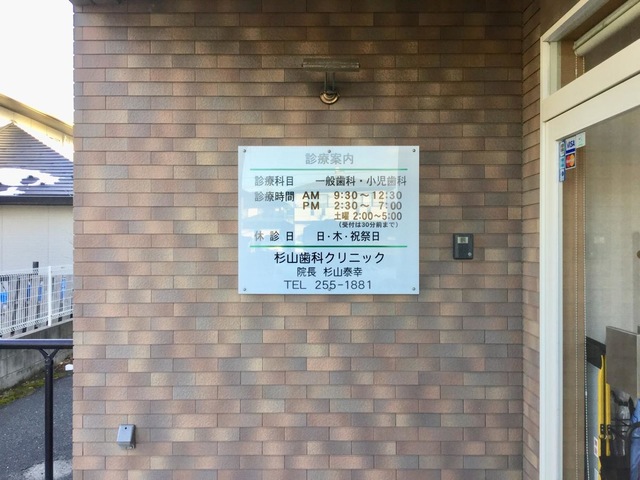 診療案内
診療科目 一般歯科・小児歯科
診療時間 AM 9:30～12:30
PM 2:30～7:00
土曜 2:00～5:00
(受付は30分前まで)
休診日 日・木・祝祭日
杉山歯科クリニック
院長 杉山泰幸
TEL 255-1881
VISA